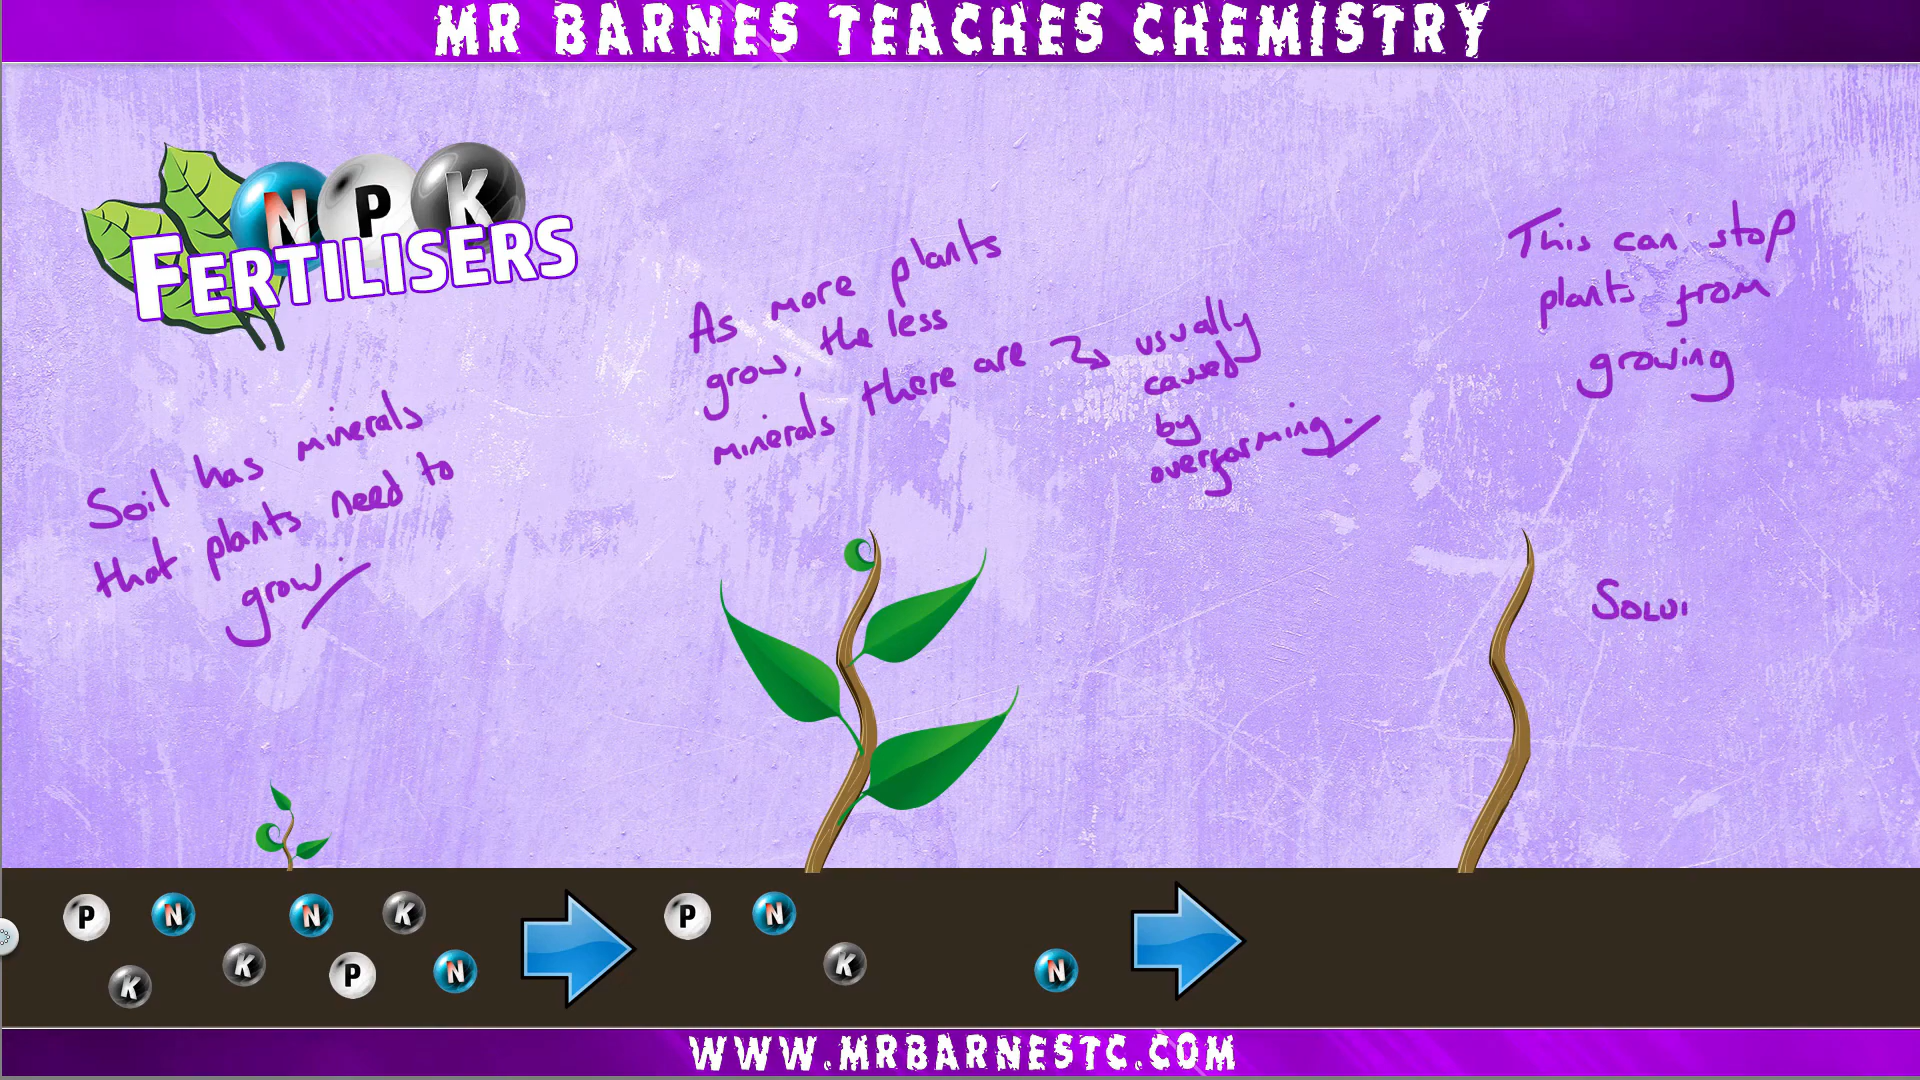 MR BARNES TEACHES CHEMISTRY
N P K
FERTILISERS
Soil has minerals
that plants need to
grow.
As more plants
grow, the less
minerals there are
usually
caused
by
overfarming.
This can stop
plants from
growing
P N N K
K K P N
P N
K N
WWW.MRBARNESTC.COM